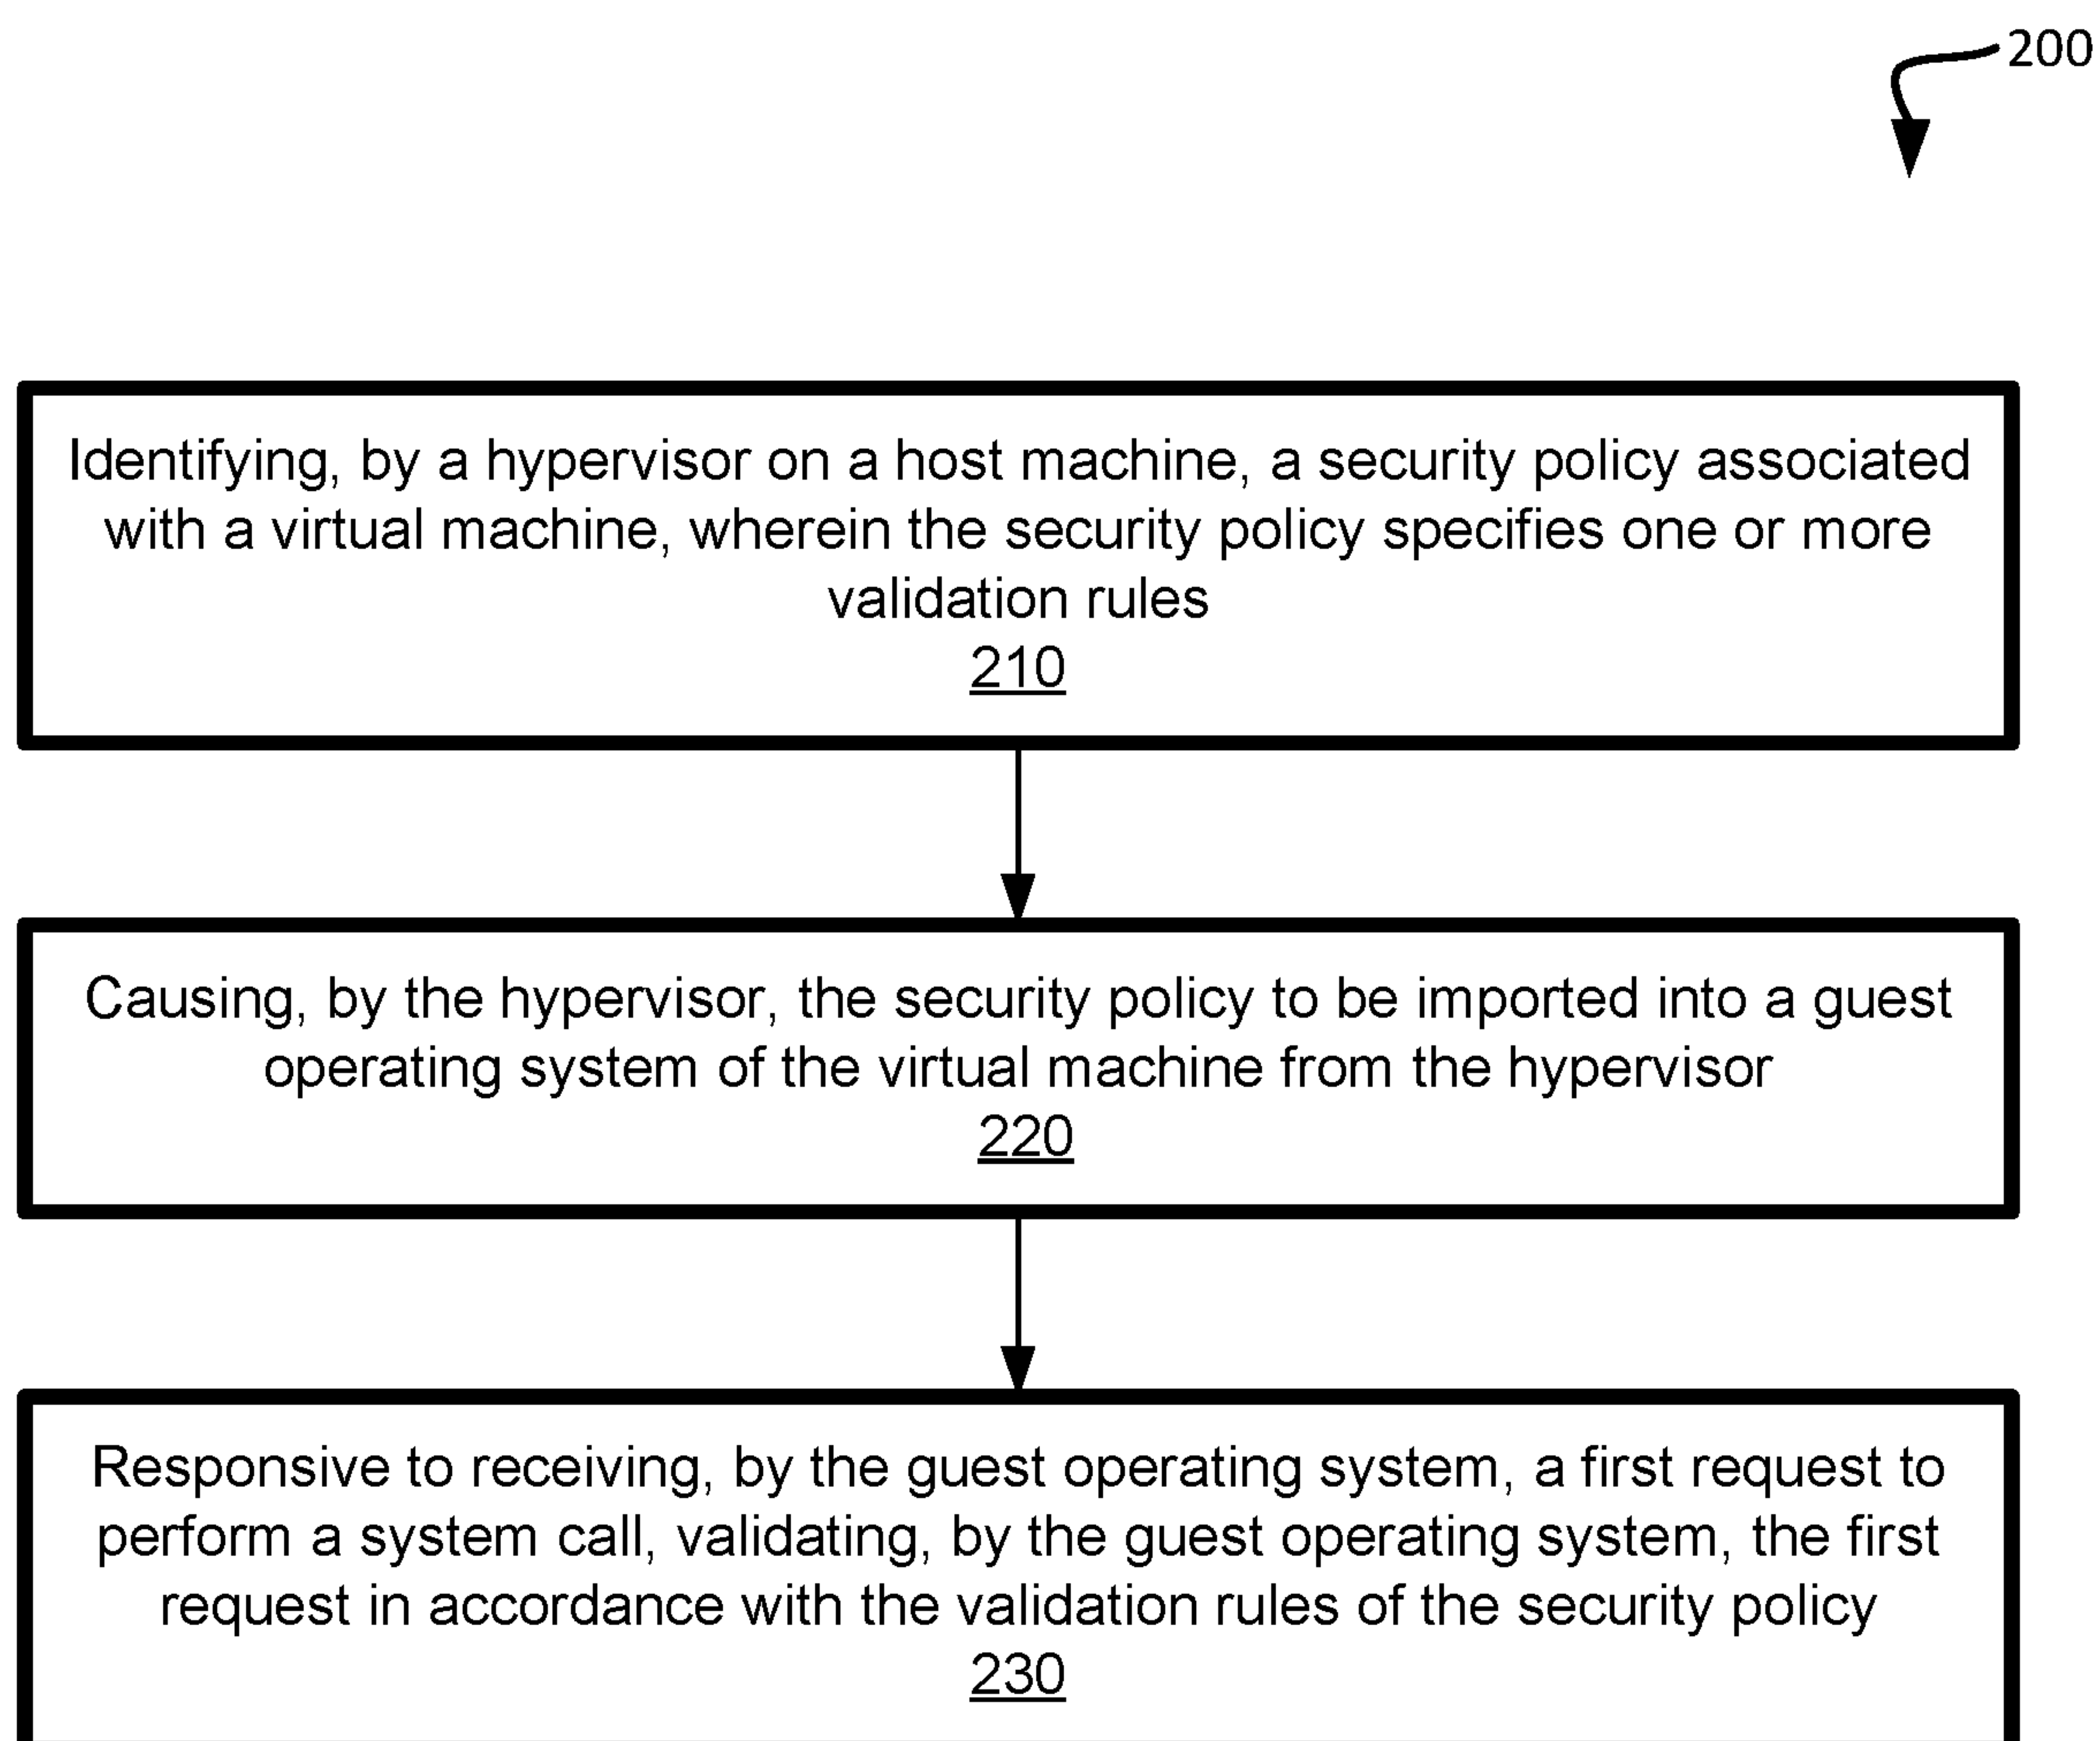 200
Identifying, by a hypervisor on a host machine, a security policy associated
with a virtual machine, wherein the security policy specifies one or more
validation rules
210
Causing, by the hypervisor, the security policy to be imported into a guest
operating system of the virtual machine from the hypervisor
220
Responsive to receiving, by the guest operating system, a first request to
perform a system call, validating, by the guest operating system, the first
request in accordance with the validation rules of the security policy
230